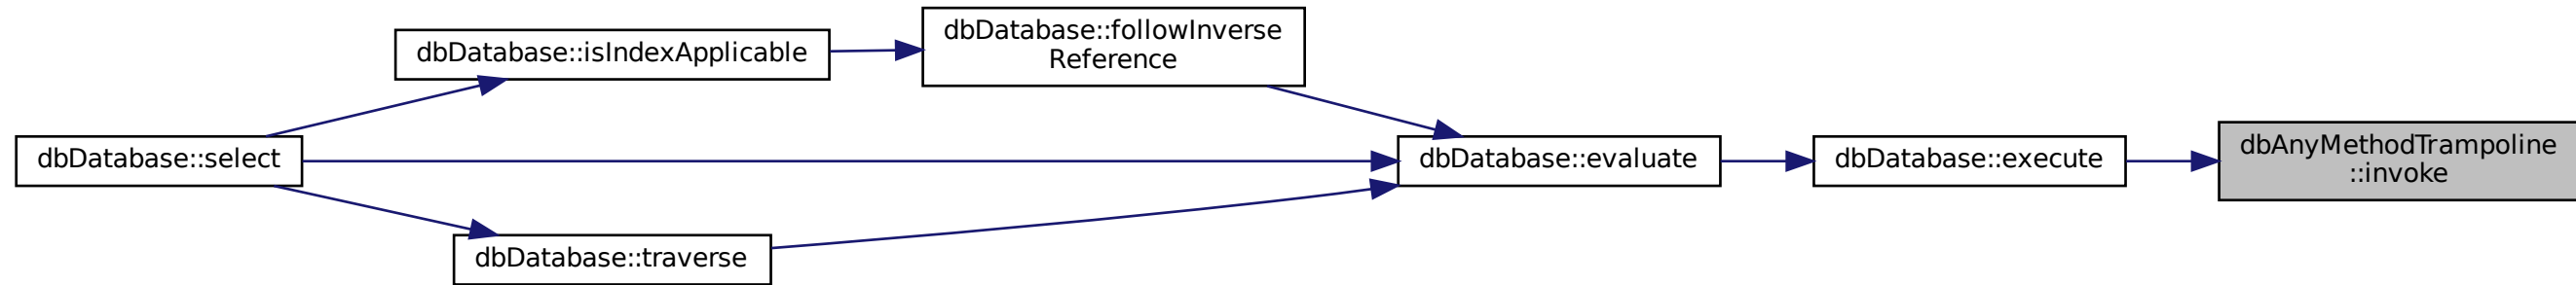 dbDatabase::select
dbDatabase::isIndexApplicable
dbDatabase::followInverse
Reference
dbDatabase::traverse
dbDatabase::evaluate
dbDatabase::execute
dbAnyMethodTrampoline
::invoke